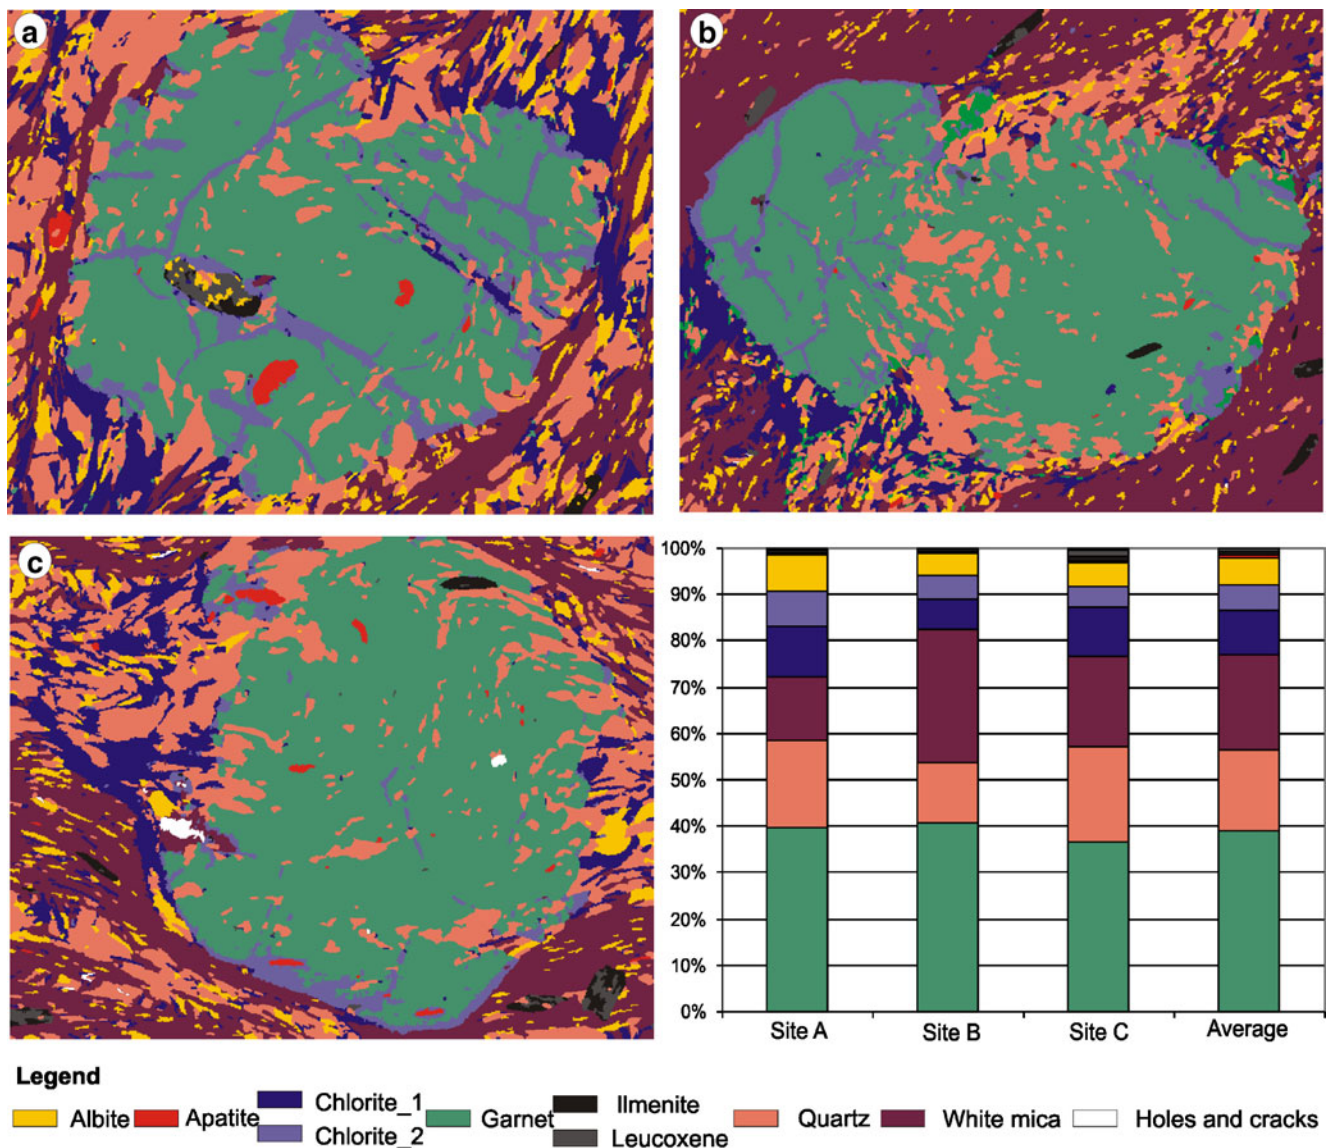 a
b
c
100%
90%
80%
70%
60%
50%
40%
30%
20%
10%
0%
Site A Site B Site C Average
Legend
Albite Apatite Chlorite_1 Garnet Ilmenite Quartz White mica Holes and cracks
Chlorite_2 Leucoxene